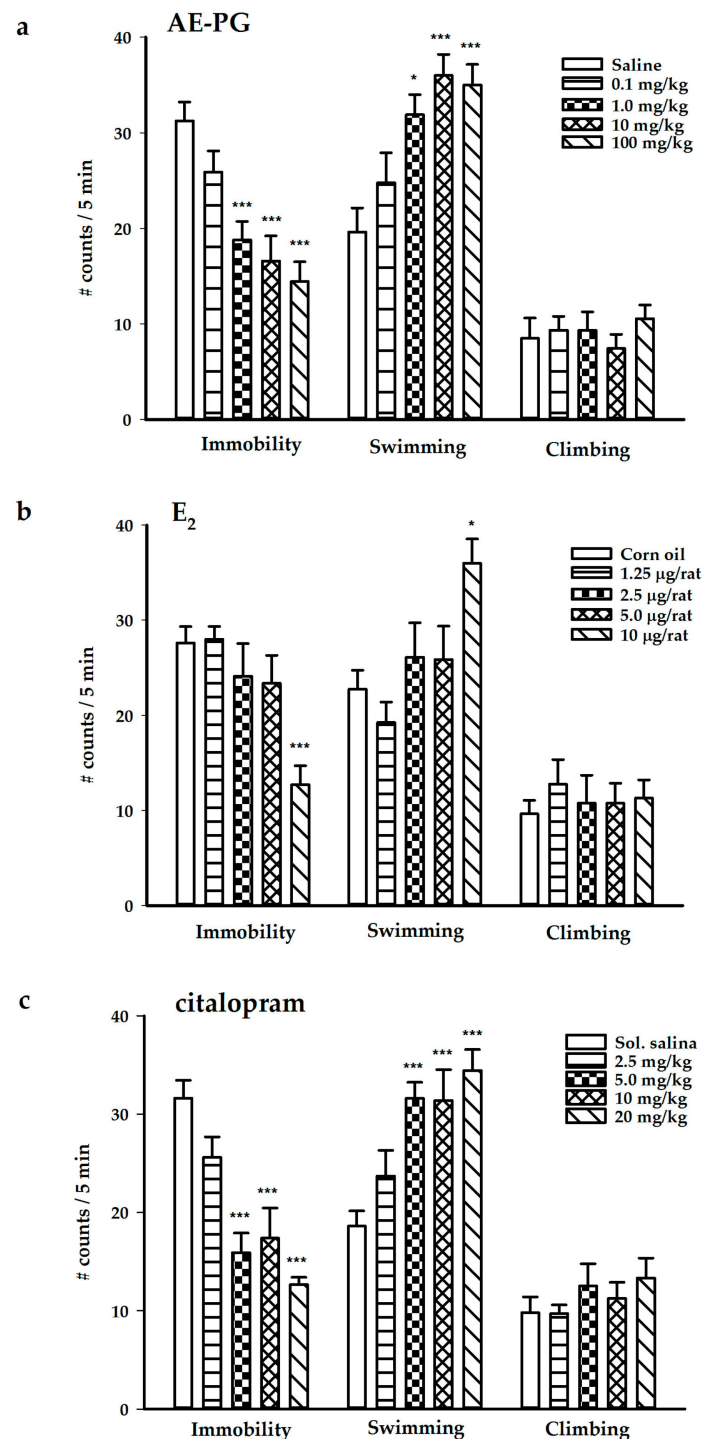 a
AE-PG
40
30
20
10
0
# counts / 5 min
***
***
***
*
***
***
Saline
0.1 mg/kg
1.0 mg/kg
10 mg/kg
100 mg/kg
Immobility
Swimming
Climbing
b
E2
40
30
20
10
0
# counts / 5 min
***
*
Corn oil
1.25 µg/rat
2.5 µg/rat
5.0 µg/rat
10 µg/rat
Immobility
Swimming
Climbing
c
citalopram
40
30
20
10
0
# counts / 5 min
***
***
***
***
***
***
Sol. salina
2.5 mg/kg
5.0 mg/kg
10 mg/kg
20 mg/kg
Immobility
Swimming
Climbing